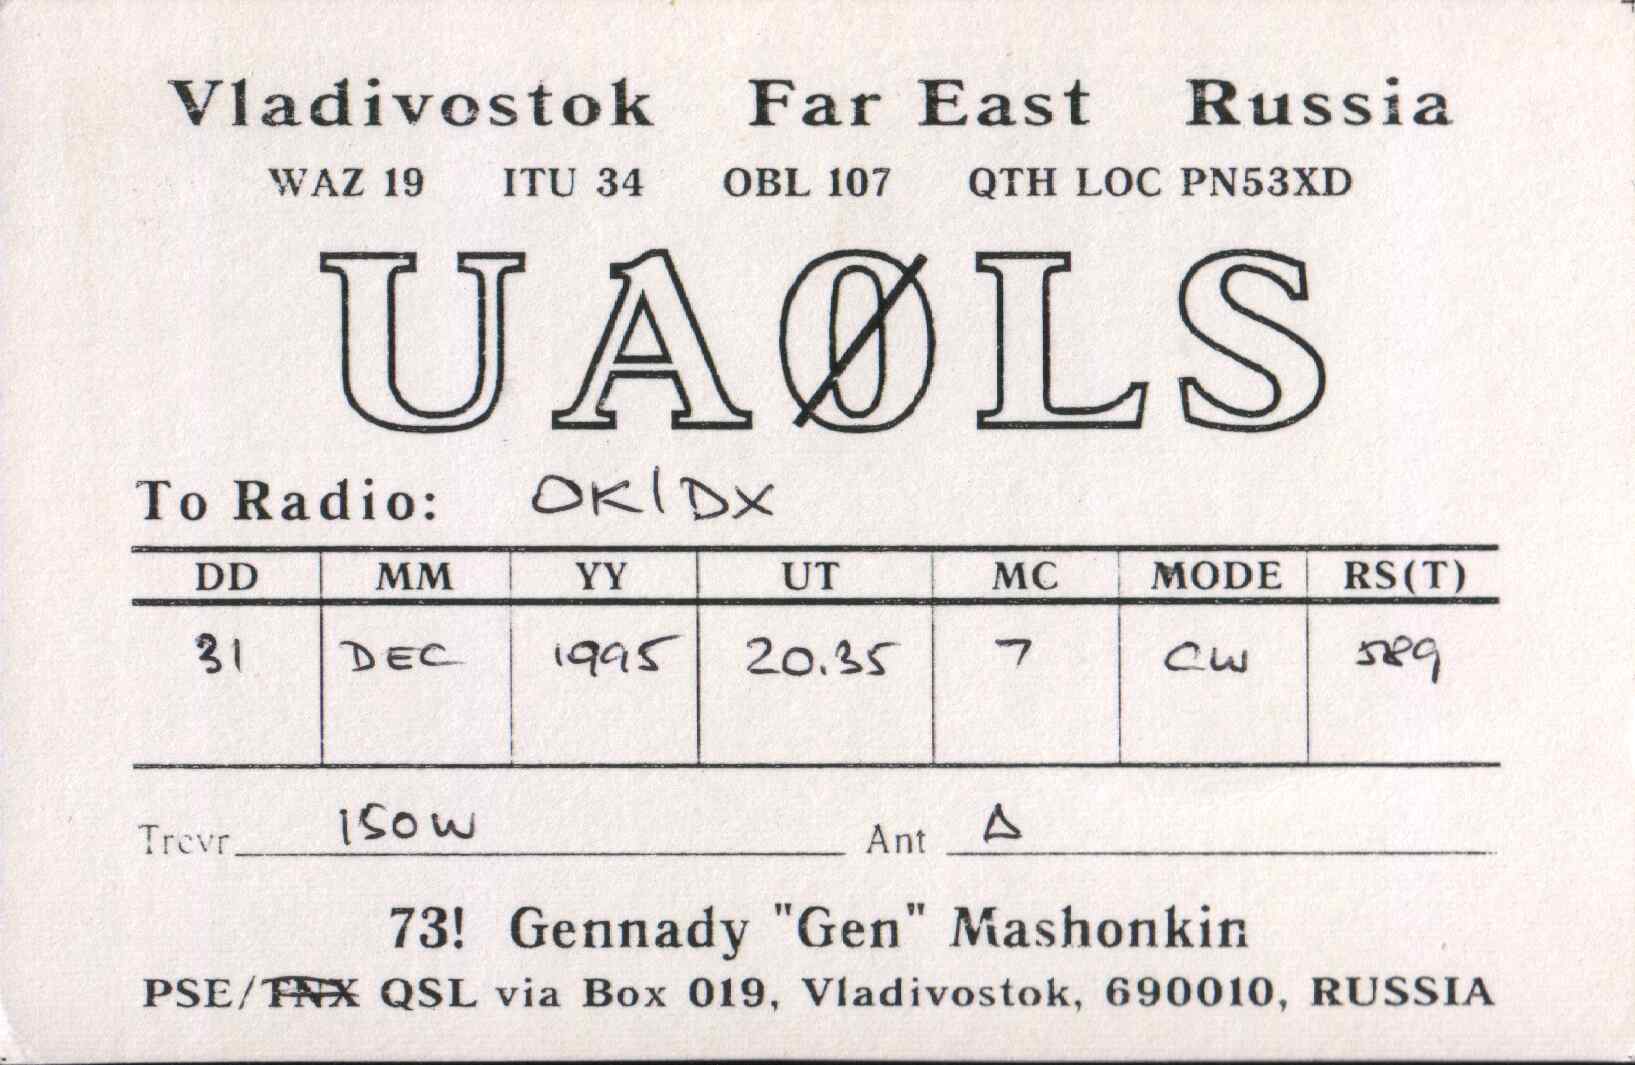 Vladivostok Far East Russia
WAZ 19 ITU 34 OBL 107 QTH LOC PN53XD
UAØLS
To Radio: OK1DX
DD MM YY UT MC MODE RS(T)
31 DEC 1995 20.35 7 CW 589
Trcvr 150W Ant Δ
73! Gennady "Gen" Mashonkin
PSE/TNX QSL via Box 019, Vladivostok, 690010, RUSSIA